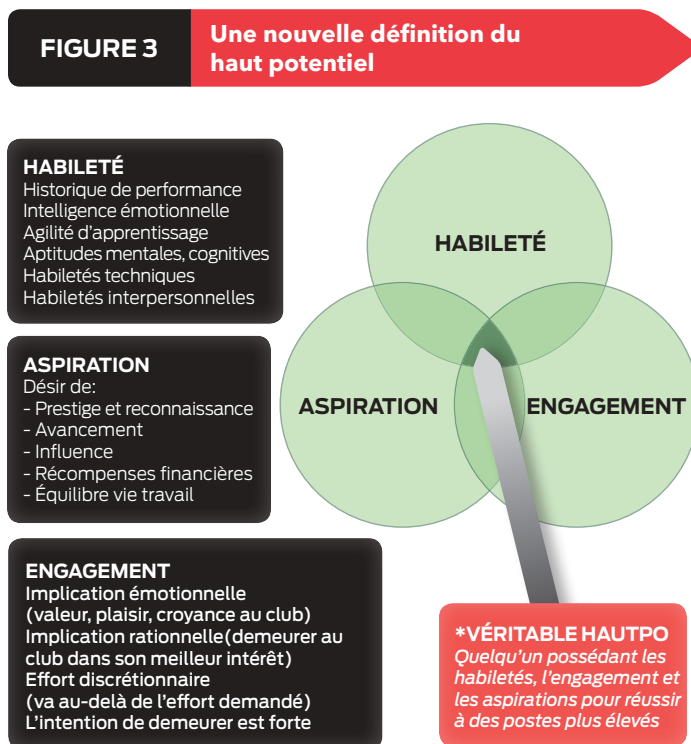 FIGURE 3
Une nouvelle définition du
haut potentiel
HABILETÉ
Historique de performance
Intelligence émotionnelle
Agilité d'apprentissage
Aptitudes mentales, cognitives
Habiletés techniques
Habiletés interpersonnelles
ASPIRATION
Désir de:
- Prestige et reconnaissance
- Avancement
- Influence
- Récompenses financières
- Équilibre vie travail
ENGAGEMENT
Implication émotionnelle
(valeur, plaisir, croyance au club)
Implication rationnelle(demeurer au
club dans son meilleur intérêt)
Effort discrétionnaire
(va au-delà de l'effort demandé)
L'intention de demeurer est forte
HABILETÉ
ASPIRATION
ENGAGEMENT
*VÉRITABLE HAUTPO
Quelqu'un possédant les
habiletés, l'engagement et
les aspirations pour réussir
à des postes plus élevés